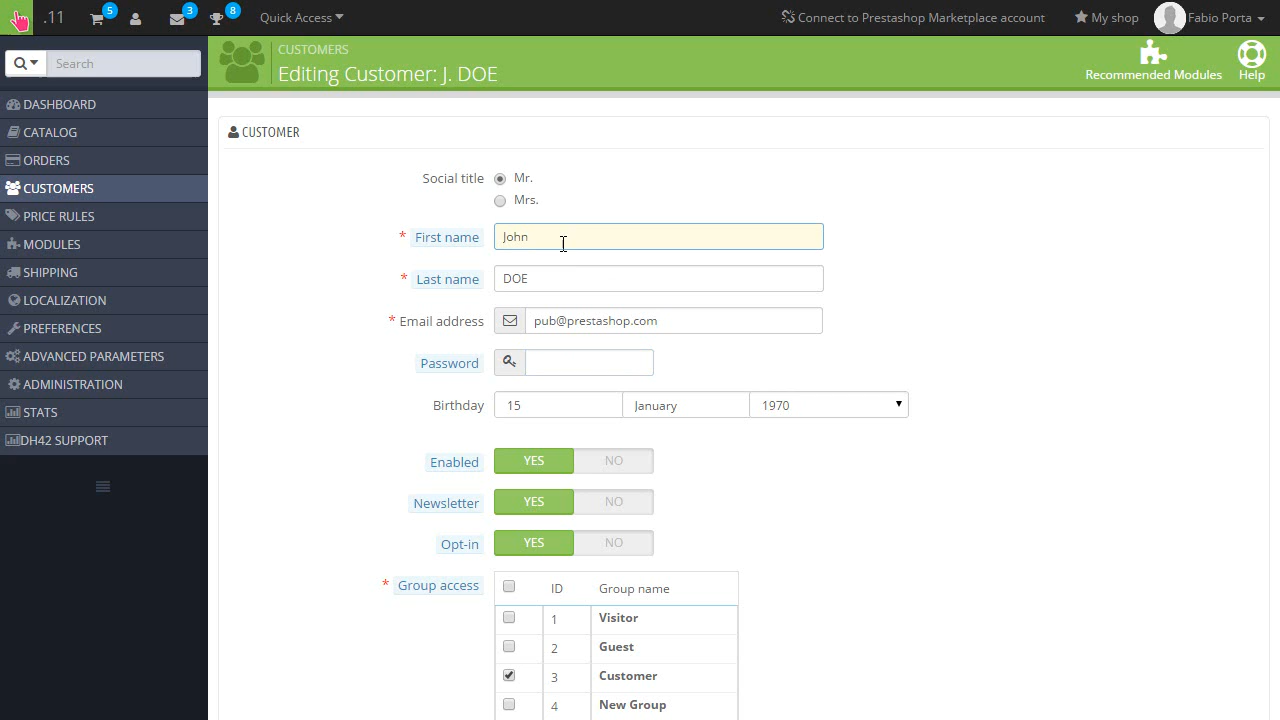 .11 5 3 8 Quick Access Connect to Prestashop Marketplace account My shop Fabio Porta
Search
CUSTOMERS
Editing Customer: J. DOE
Recommended Modules Help
DASHBOARD
CATALOG
ORDERS
CUSTOMERS
PRICE RULES
MODULES
SHIPPING
LOCALIZATION
PREFERENCES
ADVANCED PARAMETERS
ADMINISTRATION
STATS
DH42 SUPPORT
CUSTOMER
Social title Mr.
Mrs.
* First name John
* Last name DOE
* Email address pub@prestashop.com
Password
Birthday 15 January 1970
Enabled YES NO
Newsletter YES NO
Opt-in YES NO
* Group access ID Group name
1 Visitor
2 Guest
3 Customer
4 New Group